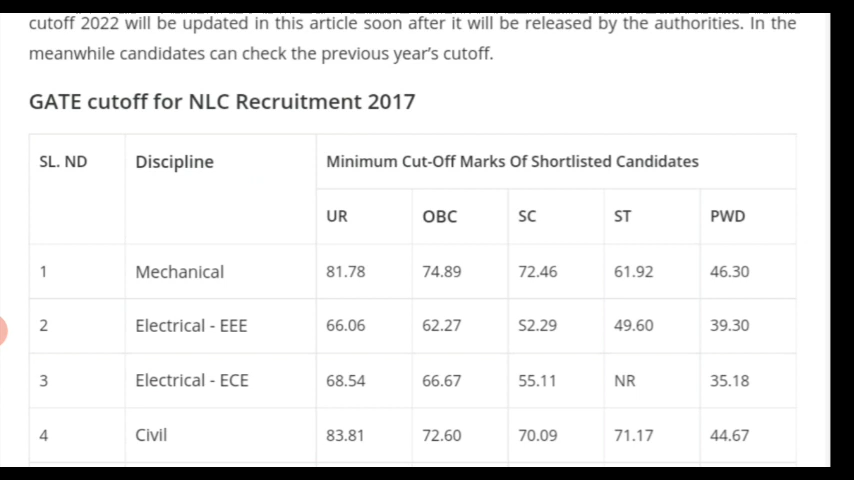 cutoff 2022 will be updated in this article soon after it will be released by the authorities. In the
meanwhile candidates can check the previous year's cutoff.
GATE cutoff for NLC Recruitment 2017
SL. ND Discipline Minimum Cut-Off Marks Of Shortlisted Candidates
UR OBC SC ST PWD
1 Mechanical 81.78 74.89 72.46 61.92 46.30
2 Electrical - EEE 66.06 62.27 S2.29 49.60 39.30
3 Electrical - ECE 68.54 66.67 55.11 NR 35.18
4 Civil 83.81 72.60 70.09 71.17 44.67